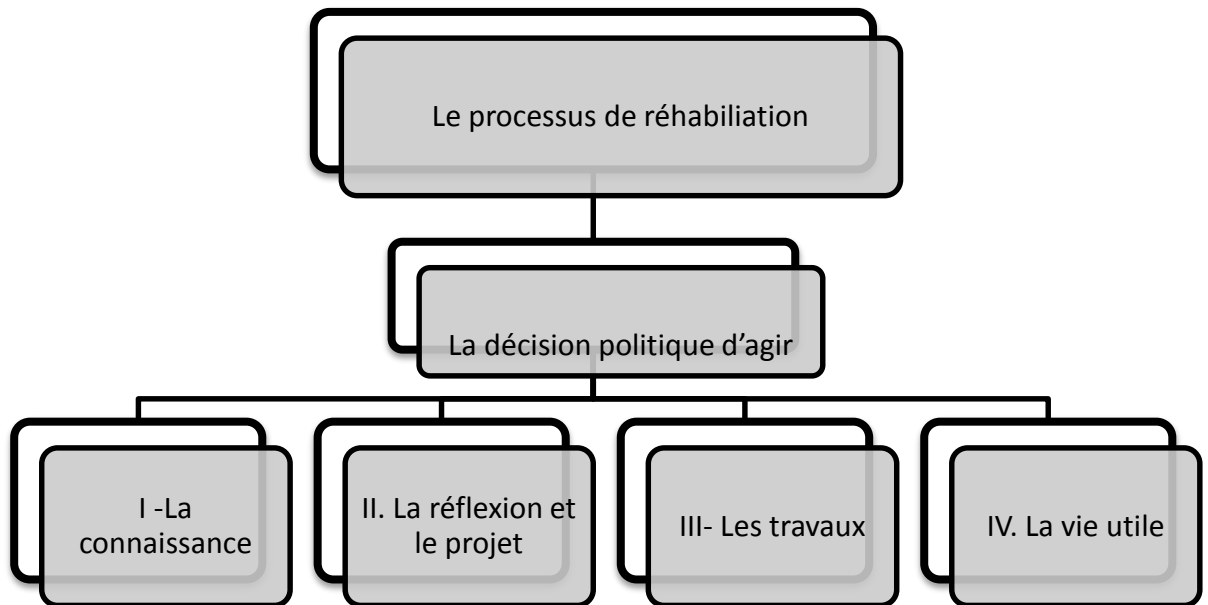 Le processus de réhabiliation
La décision politique d’agir
I -La
connaissance
II. La réflexion et
le projet
III- Les travaux
IV. La vie utile